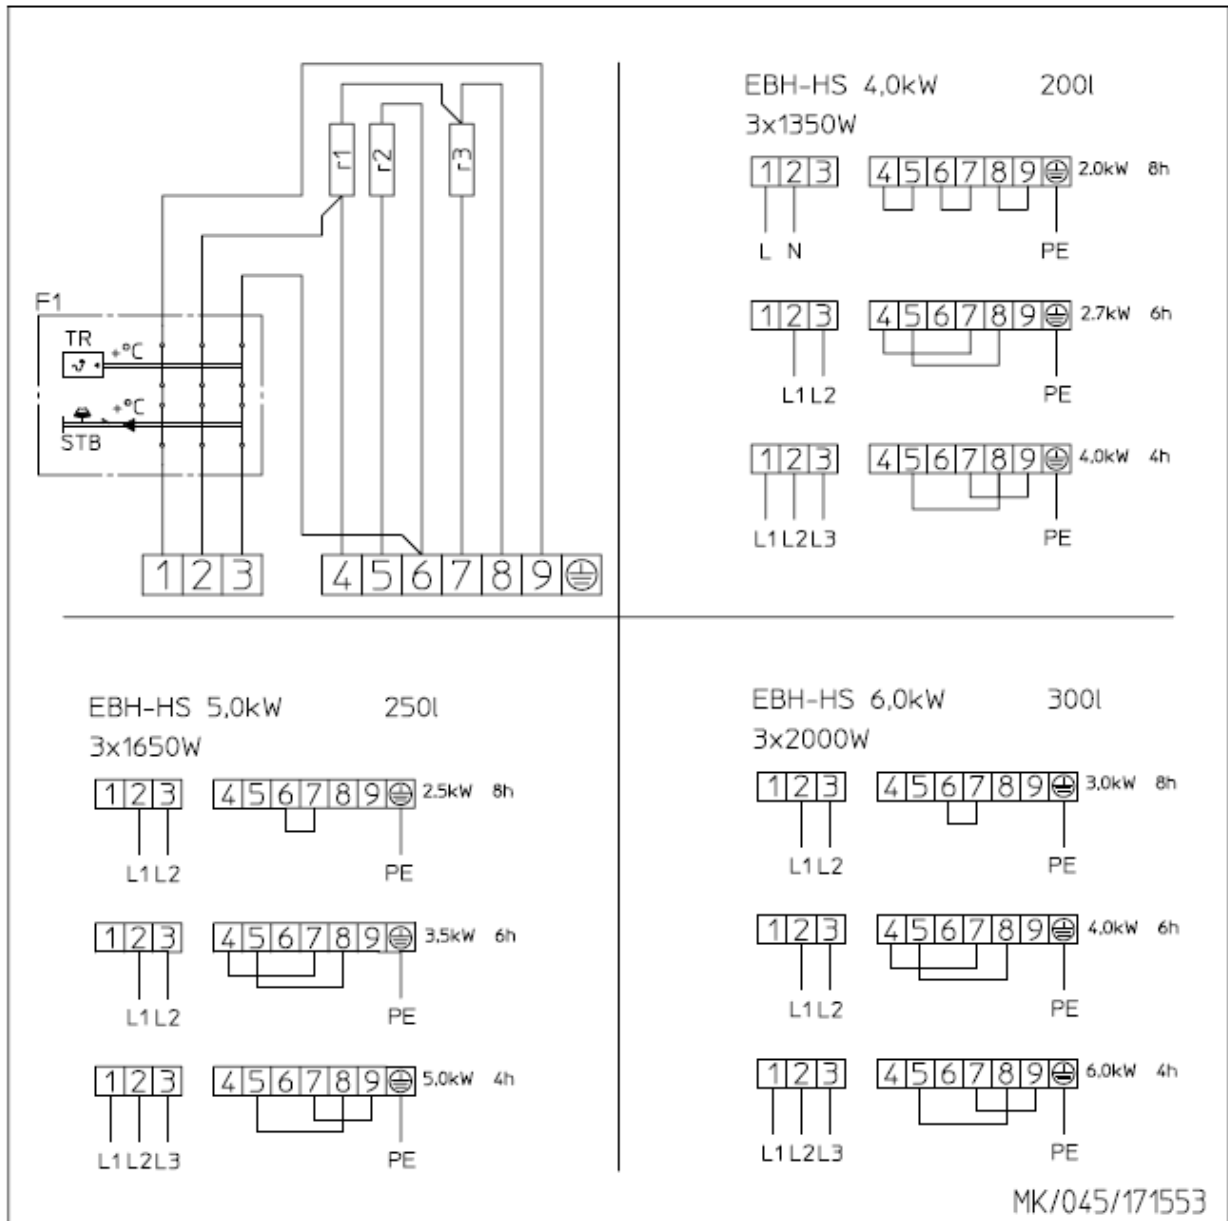 r1 r2 r3
F1
TR
+°C
+°C
STB
1 2 3
4 5 6 7 8 9
EBH-HS 4,0kW 200l
3x1350W
1 2 3 4 5 6 7 8 9 2.0kW 8h
L N PE
1 2 3 4 5 6 7 8 9 2.7kW 6h
L1 L2 PE
1 2 3 4 5 6 7 8 9 4,0kW 4h
L1 L2 L3 PE
EBH-HS 5,0kW 250l
3x1650W
1 2 3 4 5 6 7 8 9 2.5kW 8h
L1 L2 PE
1 2 3 4 5 6 7 8 9 3,5kW 6h
L1 L2 PE
1 2 3 4 5 6 7 8 9 5,0kW 4h
L1 L2 L3 PE
EBH-HS 6,0kW 300l
3x2000W
1 2 3 4 5 6 7 8 9 3,0kW 8h
L1 L2 PE
1 2 3 4 5 6 7 8 9 4,0kW 6h
L1 L2 PE
1 2 3 4 5 6 7 8 9 6,0kW 4h
L1 L2 L3 PE
MK/045/171553